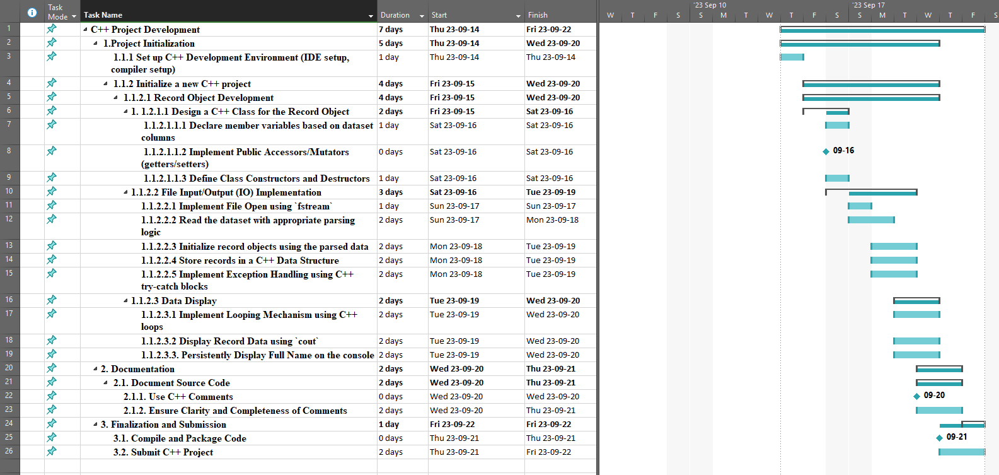 Task Mode
Task Name
Duration
Start
Finish
'23 Sep 10
'23 Sep 17
W T F S S M T W T F S S M T W T F S
1 C++ Project Development 7 days Thu 23-09-14 Fri 23-09-22
2 1.Project Initialization 5 days Thu 23-09-14 Wed 23-09-20
3 1.1.1 Set up C++ Development Environment (IDE setup, 1 day Thu 23-09-14 Thu 23-09-14
compiler setup)
4 1.1.2 Initialize a new C++ project 4 days Fri 23-09-15 Wed 23-09-20
5 1.1.2.1 Record Object Development 4 days Fri 23-09-15 Wed 23-09-20
6 1. 1.2.1.1 Design a C++ Class for the Record Object 2 days Fri 23-09-15 Sat 23-09-16
7 1.1.2.1.1.1 Declare member variables based on dataset 1 day Sat 23-09-16 Sat 23-09-16
columns
8 1.1.2.1.1.2 Implement Public Accessors/Mutators 0 days Sat 23-09-16 Sat 23-09-16 09-16
(getters/setters)
9 1.1.2.1.1.3 Define Class Constructors and Destructors 1 day Sat 23-09-16 Sat 23-09-16
10 1.1.2.2 File Input/Output (IO) Implementation 3 days Sat 23-09-16 Tue 23-09-19
11 1.1.2.2.1 Implement File Open using `fstream` 1 day Sun 23-09-17 Sun 23-09-17
12 1.1.2.2.2 Read the dataset with appropriate parsing 2 days Sun 23-09-17 Mon 23-09-18
logic
13 1.1.2.2.3 Initialize record objects using the parsed data 2 days Mon 23-09-18 Tue 23-09-19
14 1.1.2.2.4 Store records in a C++ Data Structure 2 days Mon 23-09-18 Tue 23-09-19
15 1.1.2.2.5 Implement Exception Handling using C++ 2 days Mon 23-09-18 Tue 23-09-19
try-catch blocks
16 1.1.2.3 Data Display 2 days Tue 23-09-19 Wed 23-09-20
17 1.1.2.3.1 Implement Looping Mechanism using C++ 2 days Tue 23-09-19 Wed 23-09-20
loops
18 1.1.2.3.2 Display Record Data using `cout` 2 days Tue 23-09-19 Wed 23-09-20
19 1.1.2.3.3. Persistently Display Full Name on the console 2 days Tue 23-09-19 Wed 23-09-20
20 2. Documentation 2 days Wed 23-09-20 Thu 23-09-21
21 2.1. Document Source Code 2 days Wed 23-09-20 Thu 23-09-21
22 2.1.1. Use C++ Comments 0 days Wed 23-09-20 Wed 23-09-20 09-20
23 2.1.2. Ensure Clarity and Completeness of Comments 2 days Wed 23-09-20 Thu 23-09-21
24 3. Finalization and Submission 1 day Fri 23-09-22 Fri 23-09-22
25 3.1. Compile and Package Code 0 days Thu 23-09-21 Thu 23-09-21 09-21
26 3.2. Submit C++ Project 2 days Thu 23-09-21 Fri 23-09-22